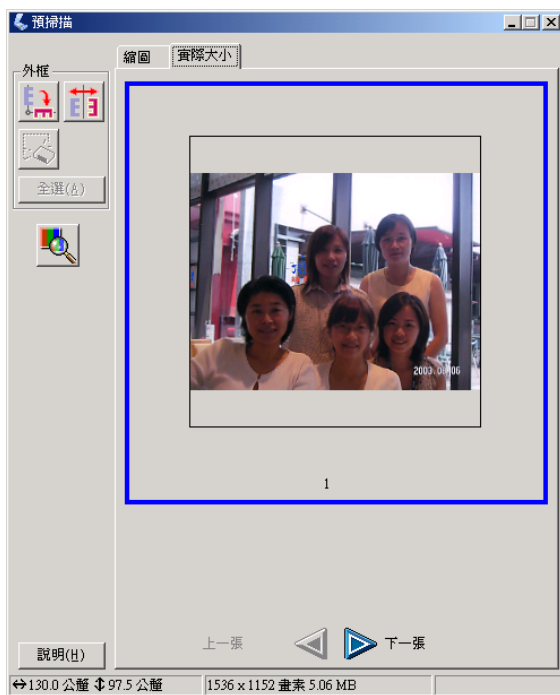 預掃描
縮圖
實際大小
外框
全選(A)
2003.08/06
1
上一張
下一張
說明(H)
130.0 公釐 97.5 公釐
1536 x 1152 畫素 5.06 MB